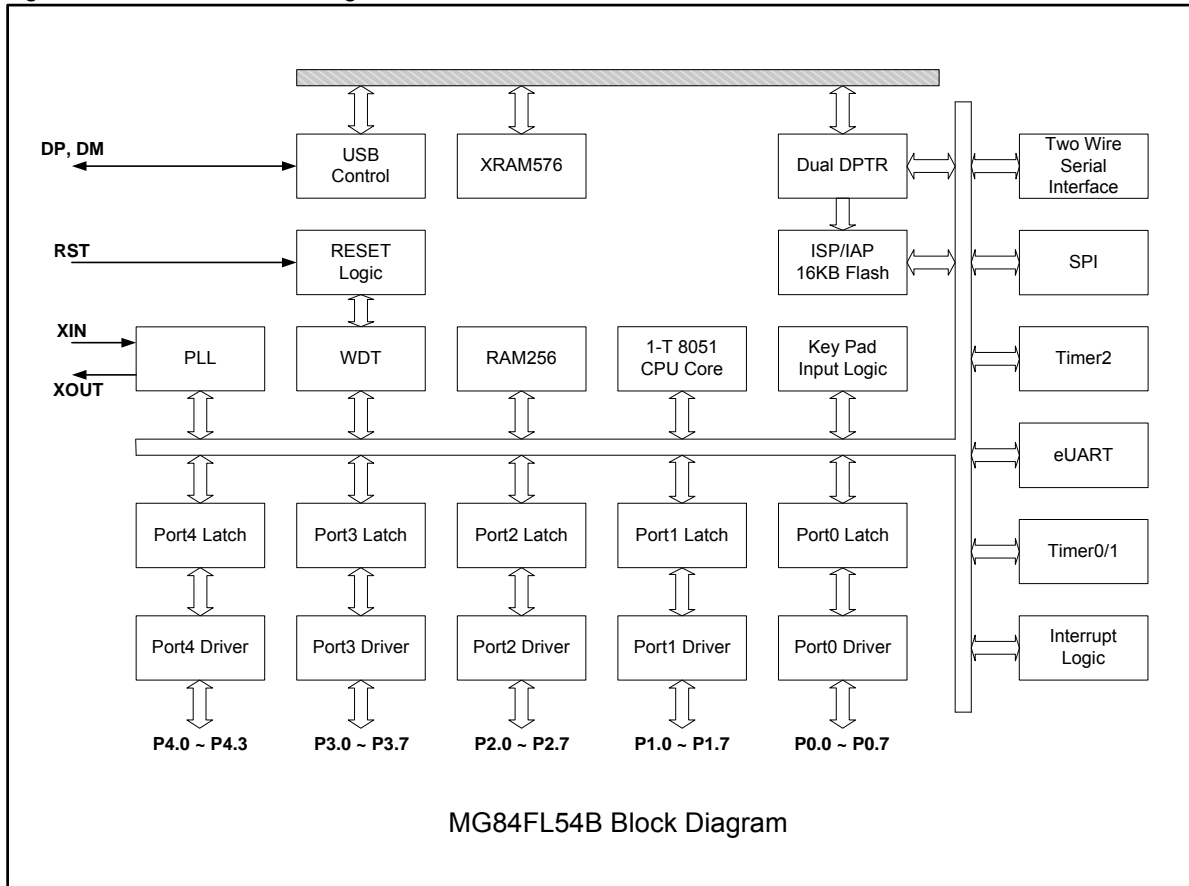 DP, DM
USB
Control
XRAM576
Dual DPTR
Two Wire
Serial
Interface
RST
RESET
Logic
ISP/IAP
16KB Flash
SPI
XIN
XOUT
PLL
WDT
RAM256
1-T 8051
CPU Core
Key Pad
Input Logic
Timer2
eUART
Port4 Latch
Port3 Latch
Port2 Latch
Port1 Latch
Port0 Latch
Timer0/1
Port4 Driver
Port3 Driver
Port2 Driver
Port1 Driver
Port0 Driver
Interrupt
Logic
P4.0 ~ P4.3
P3.0 ~ P3.7
P2.0 ~ P2.7
P1.0 ~ P1.7
P0.0 ~ P0.7
MG84FL54B Block Diagram